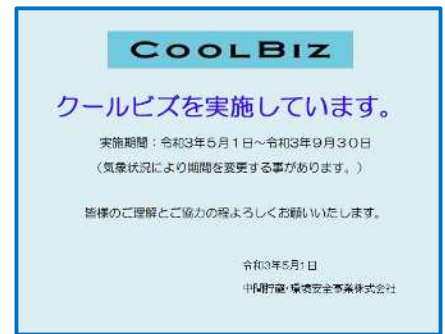 COOLBIZ
クールビズを実施しています。
実施期間：令和3年5月1日～令和3年9月30日
（気象状況により期間を変更する事があります。）
皆様のご理解とご協力の程よろしくお願いいたします。
令和3年5月1日
中間貯蔵・環境安全事業株式会社